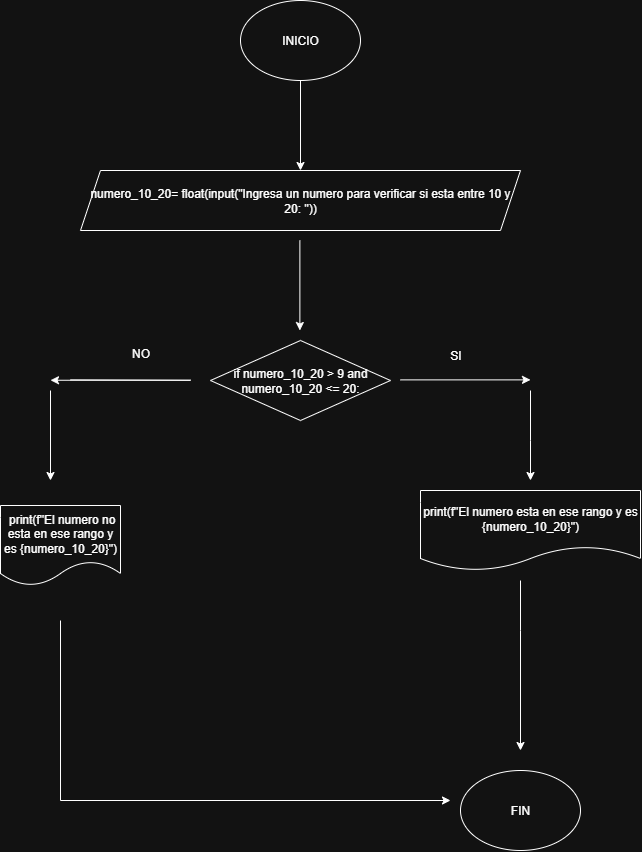 INICIO
numero_10_20= float(input("Ingresa un numero para verificar si esta entre 10 y
20: "))
NO
SI
if numero_10_20 > 9 and
numero_10_20 <= 20:
print(f"El numero no
esta en ese rango y
es {numero_10_20}")
print(f"El numero esta en ese rango y es
{numero_10_20}")
FIN